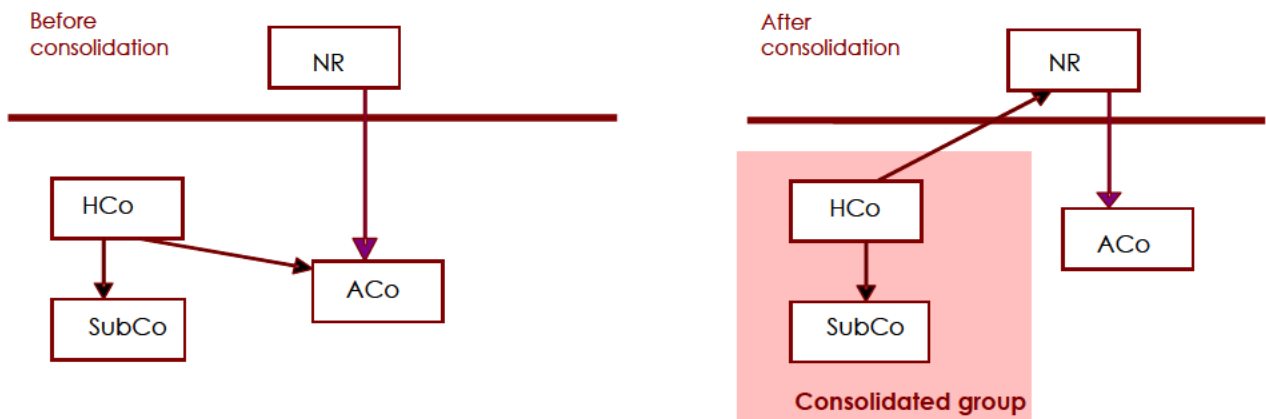 Before
consolidation
NR
HCo
SubCo
ACo
After
consolidation
NR
HCo
ACo
SubCo
Consolidated group